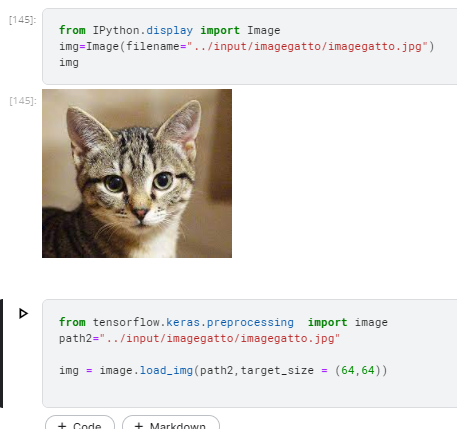 [145]:
from IPython.display import Image
img=Image(filename="../input/imagegatto/imagegatto.jpg")
img
[145]:
from tensorflow.keras.preprocessing  import image
path2="../input/imagegatto/imagegatto.jpg"
img = image.load_img(path2,target_size = (64,64))
+ Code + Markdown